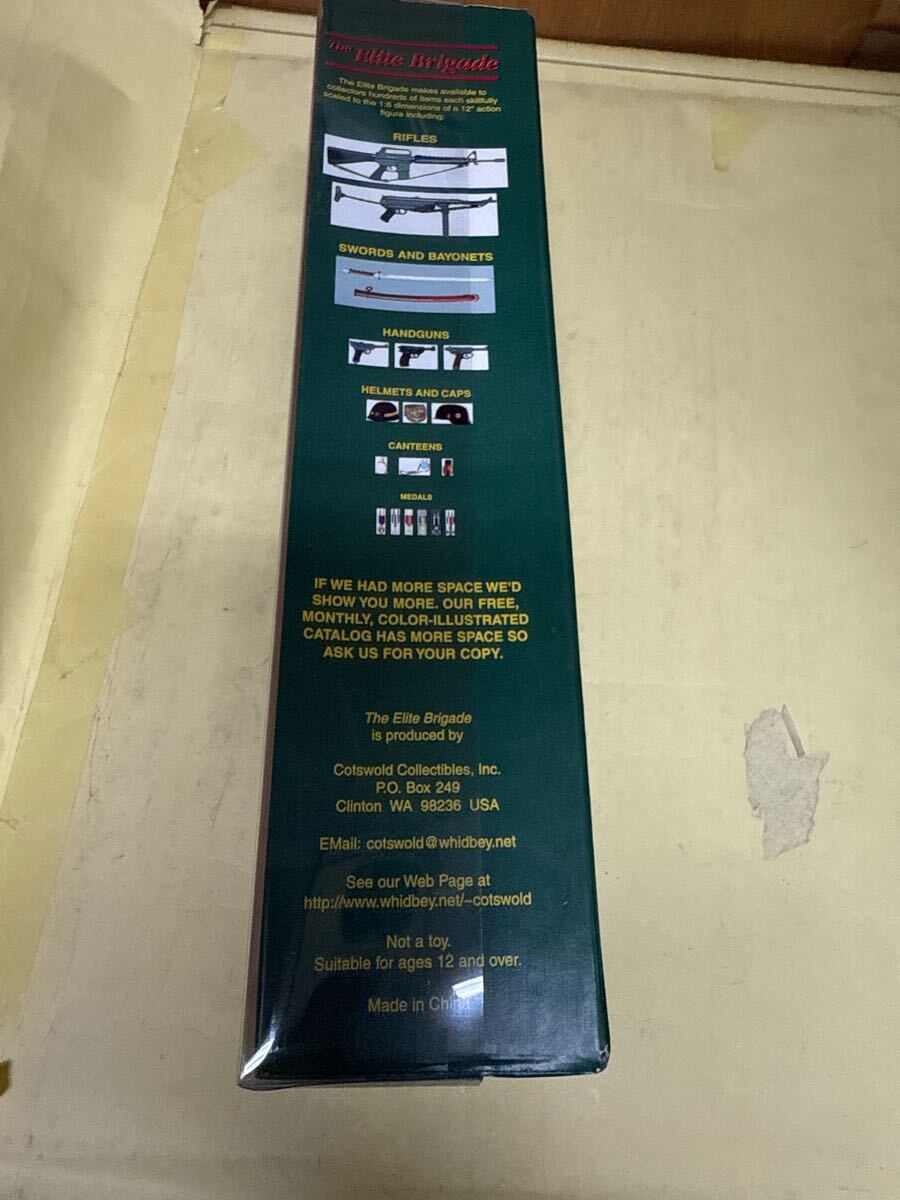 The Elite Brigade
The Elite Brigade makes available to
collectors hundreds of items each skillfully
scaled to the 1:6 dimensions of a 12" action
figure including:
RIFLES
SWORDS AND BAYONETS
HANDGUNS
HELMETS AND CAPS
CANTEENS
MEDALS
IF WE HAD MORE SPACE WE'D
SHOW YOU MORE. OUR FREE,
MONTHLY, COLOR-ILLUSTRATED
CATALOG HAS MORE SPACE SO
ASK US FOR YOUR COPY.
The Elite Brigade
is produced by
Cotswold Collectibles, Inc.
P.O. Box 249
Clinton WA 98236 USA
EMail: cotswold@whidbey.net
See our Web Page at
http://www.whidbey.net/~cotswold
Not a toy.
Suitable for ages 12 and over.
Made in China